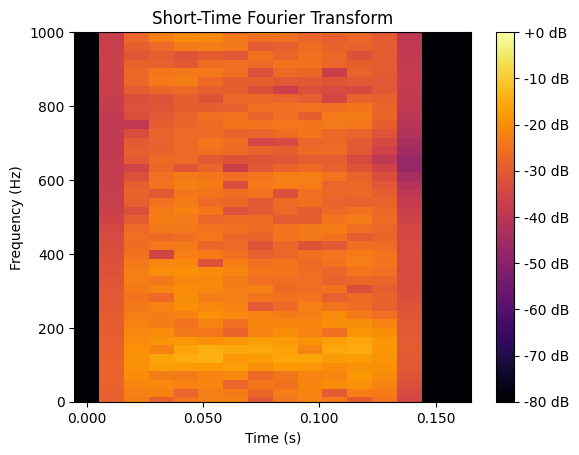 Short-Time Fourier Transform
1000
800
600
400
200
0
Frequency (Hz)
0.000
0.050
0.100
0.150
Time (s)
+0 dB
-10 dB
-20 dB
-30 dB
-40 dB
-50 dB
-60 dB
-70 dB
-80 dB